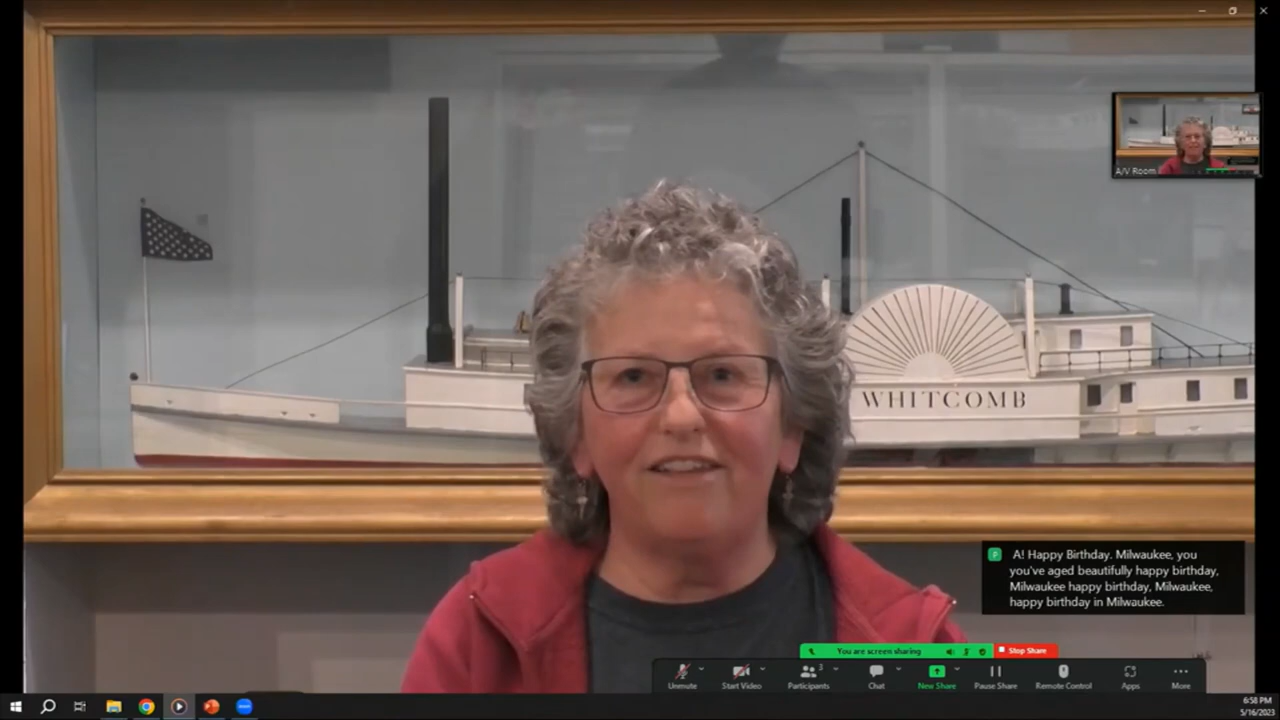 A/V Room
WHITCOMB
P
A! Happy Birthday. Milwaukee, you
you've aged beautifully happy birthday,
Milwaukee happy birthday, Milwaukee,
happy birthday in Milwaukee.
You are screen sharing
Stop Share
3
Unmute
Start Video
Participants
Chat
New Share
Pause Share
Remote Control
Apps
More
6:58 PM
5/16/2023